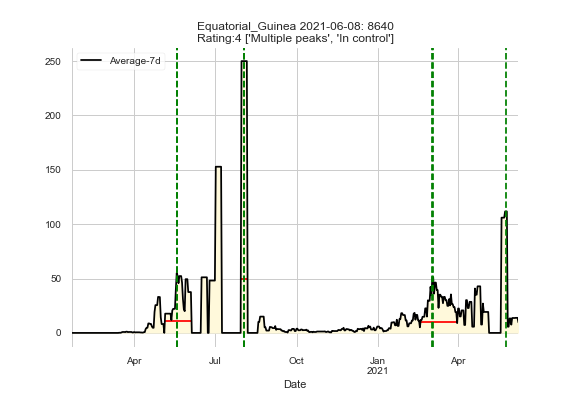 Equatorial_Guinea 2021-06-08: 8640
Rating:4 ['Multiple peaks', 'In control']
Average-7d
250
200
150
100
50
0
Apr
Jul
Oct
Jan
2021
Apr
Date